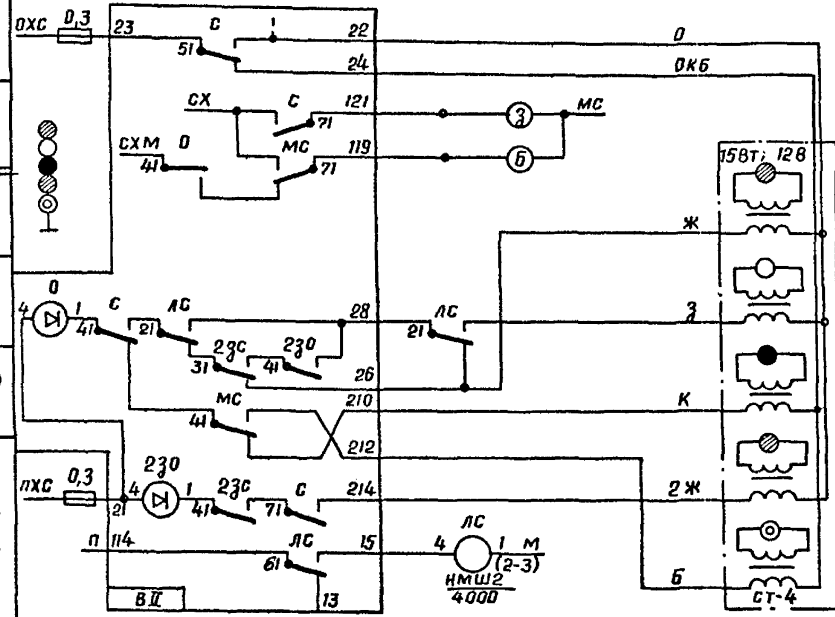 ОХС 0,3 23 С 22 О
51 24 ОКБ
СХ С 121 З МС
71
СХМ О МС 119 Б
41 71
15Вт; 12В
Ж
О
4 1 С ЛС 28 ЛС З
41 21 21
2зС 2зО
31 41 26
МС 210 К
41 212
ПХС 0,3 4 2зО 1 2зС С 214 2Ж
21 41 71
П 114 ЛС 15 4 ЛС 1 М
61 (2-3)
НМШ2
4000
Б
ВII 13 СТ-4